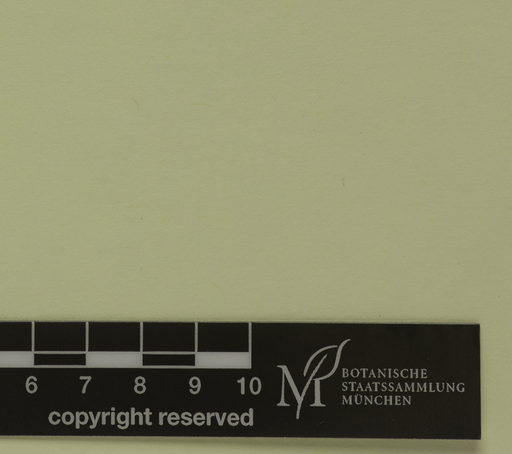 6 7 8 9 10
copyright reserved
BOTANISCHE
STAATSSAMMLUNG
MÜNCHEN